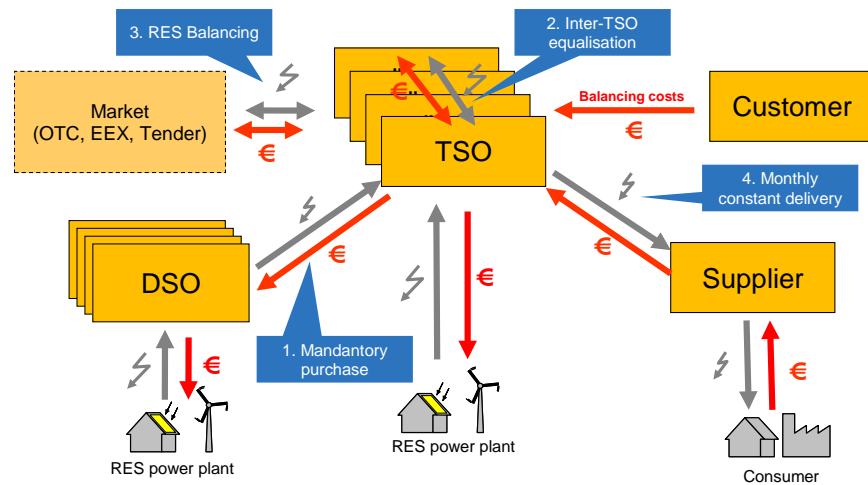 3. RES Balancing
2. Inter-TSO
equalisation
Market
(OTC, EEX, Tender)
€
€
Balancing costs
€
Customer
TSO
4. Monthly
constant delivery
€
€
€
DSO
Supplier
1. Mandantory
purchase
€
€
RES power plant
RES power plant
Consumer